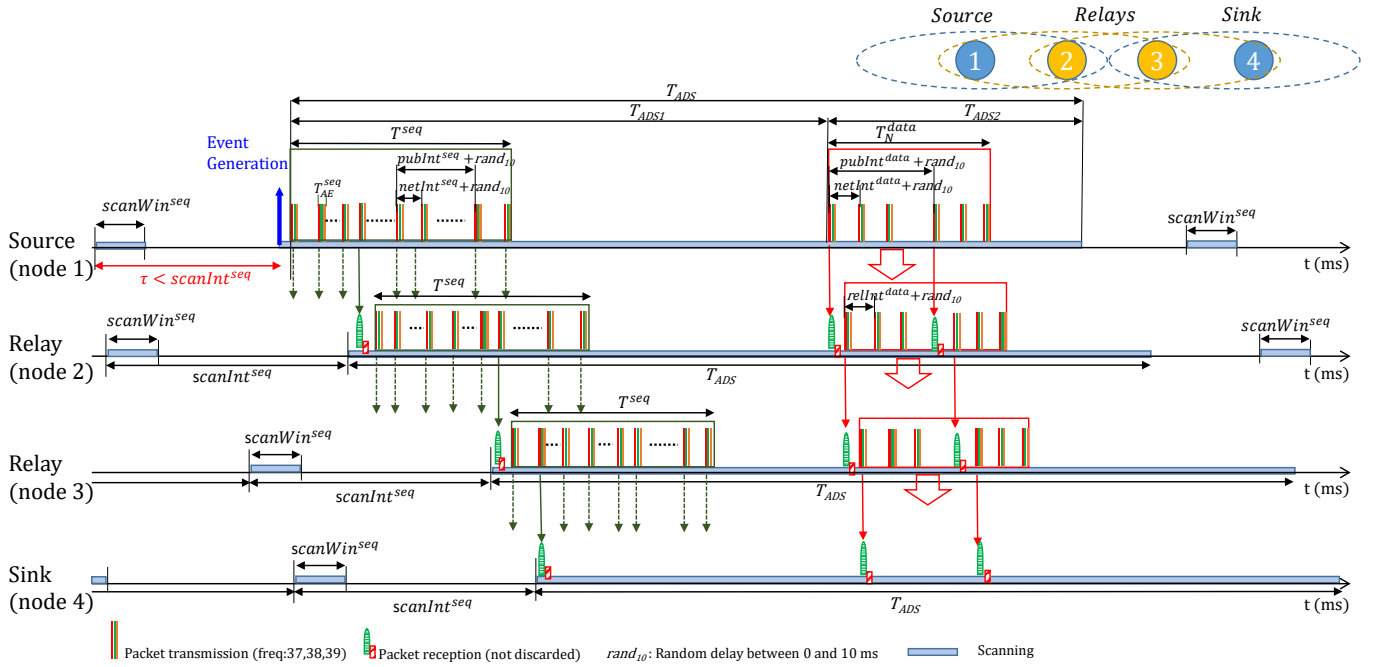 Source Relays Sink
1 2 3 4
T_ADS
T_ADS1 T_ADS2
Event
Generation
T^seq T_N^data
pubInt^seq + rand_10 pubInt^data + rand_10
T_AE^seq netInt^seq + rand_10 netInt^data + rand_10
scanWin^seq scanWin^seq
Source
(node 1)
τ < scanInt^seq
t (ms)
T^seq relInt^data + rand_10
scanWin^seq scanWin^seq
Relay
(node 2)
scanInt^seq T_ADS t (ms)
T^seq
scanWin^seq
Relay
(node 3)
scanInt^seq T_ADS t (ms)
scanWin^seq
Sink
(node 4)
scanInt^seq T_ADS t (ms)
Packet transmission (freq:37,38,39) Packet reception (not discarded) rand_10: Random delay between 0 and 10 ms Scanning